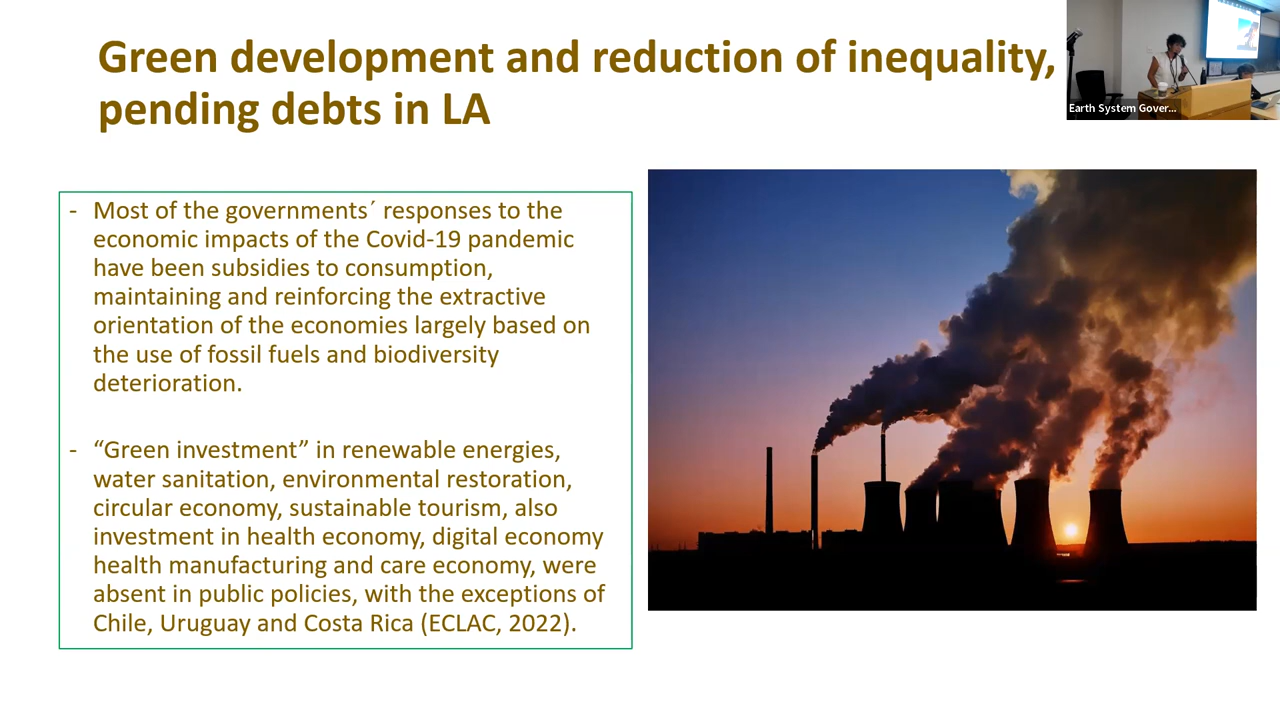 Green development and reduction of inequality,
pending debts in LA
Earth System Gover...
- Most of the governments´ responses to the
economic impacts of the Covid-19 pandemic
have been subsidies to consumption,
maintaining and reinforcing the extractive
orientation of the economies largely based on
the use of fossil fuels and biodiversity
deterioration.
- “Green investment” in renewable energies,
water sanitation, environmental restoration,
circular economy, sustainable tourism, also
investment in health economy, digital economy
health manufacturing and care economy, were
absent in public policies, with the exceptions of
Chile, Uruguay and Costa Rica (ECLAC, 2022).